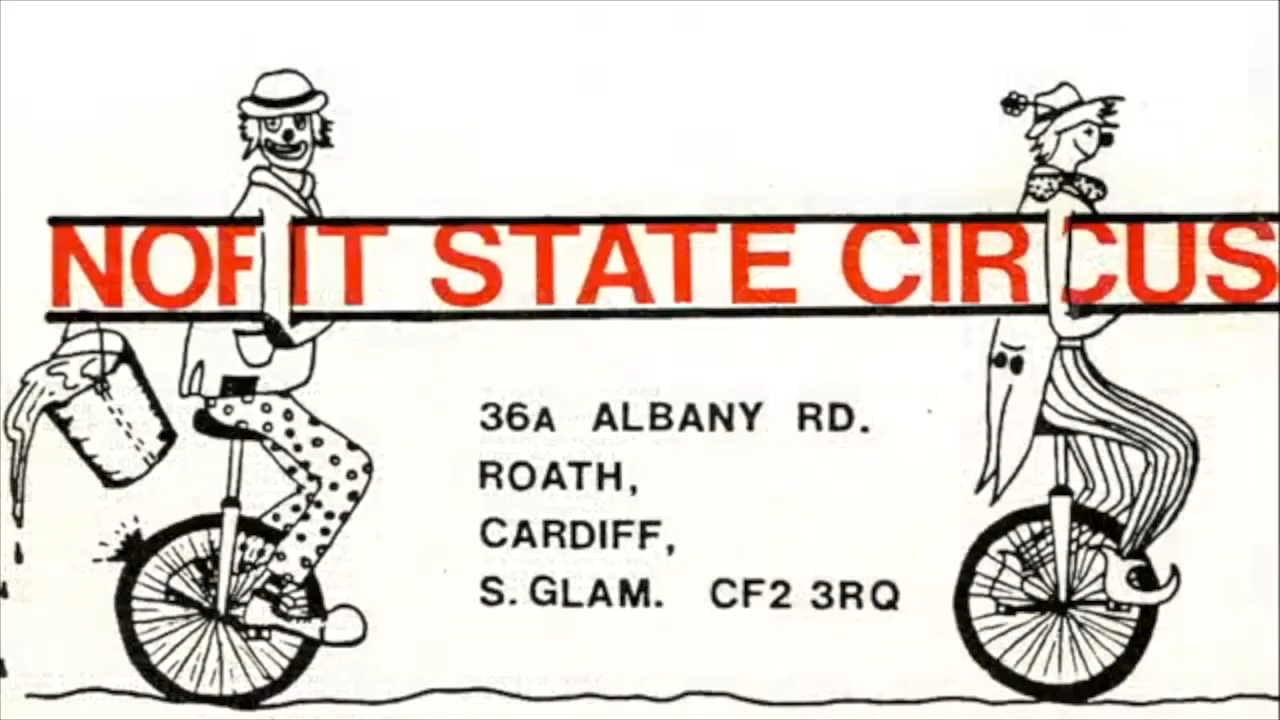 NOFIT STATE CIRCUS
36A ALBANY RD.
ROATH,
CARDIFF,
S. GLAM. CF2 3RQ